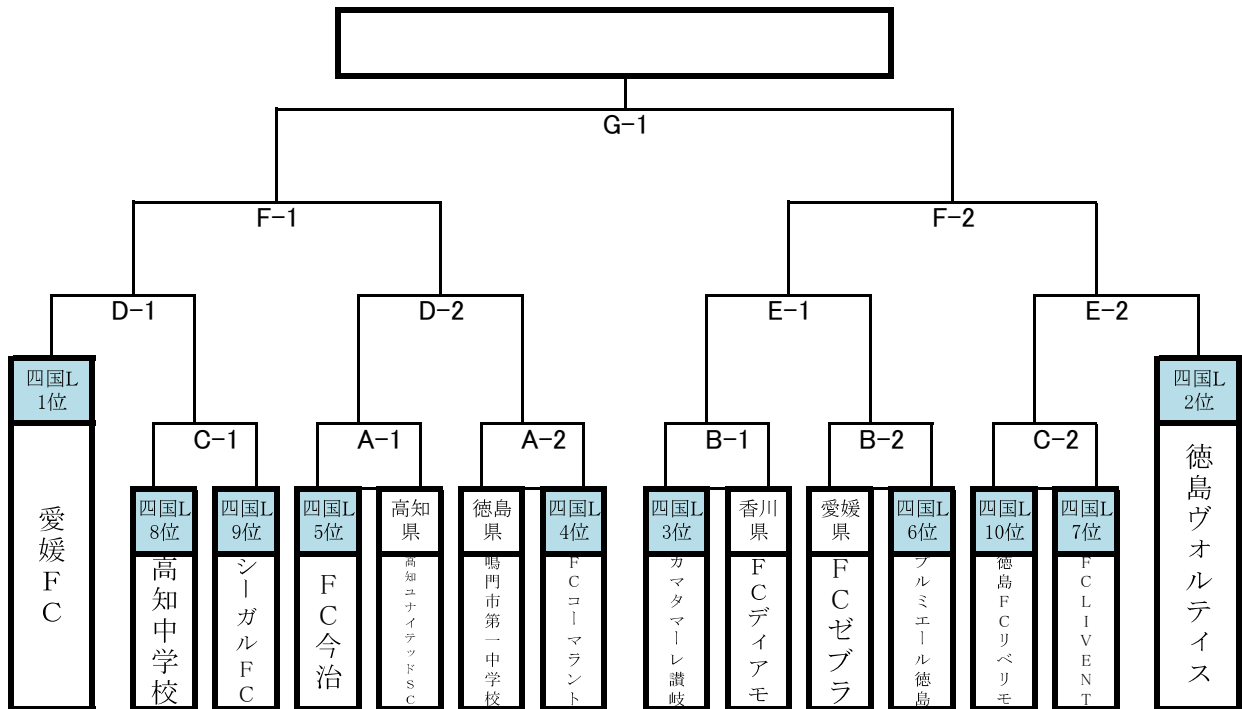 G-1
F-1
F-2
D-1
D-2
E-1
E-2
四国L
1位
愛媛FC
四国L
2位
徳島ヴォルティス
C-1
A-1
A-2
B-1
B-2
C-2
四国L
8位
高知中学校
四国L
9位
シーガルFC
四国L
5位
FC今治
高知
県
高知ユナイテッドSC
徳島
県
鳴門市第一中学校
四国L
4位
FCコーマラント
四国L
3位
カマタマーレ讃岐
香川
県
FCディアモ
愛媛
県
FCゼブラ
四国L
6位
プルミエール徳島
四国L
10位
徳島FCリベリモ
四国L
7位
FCLIVENT